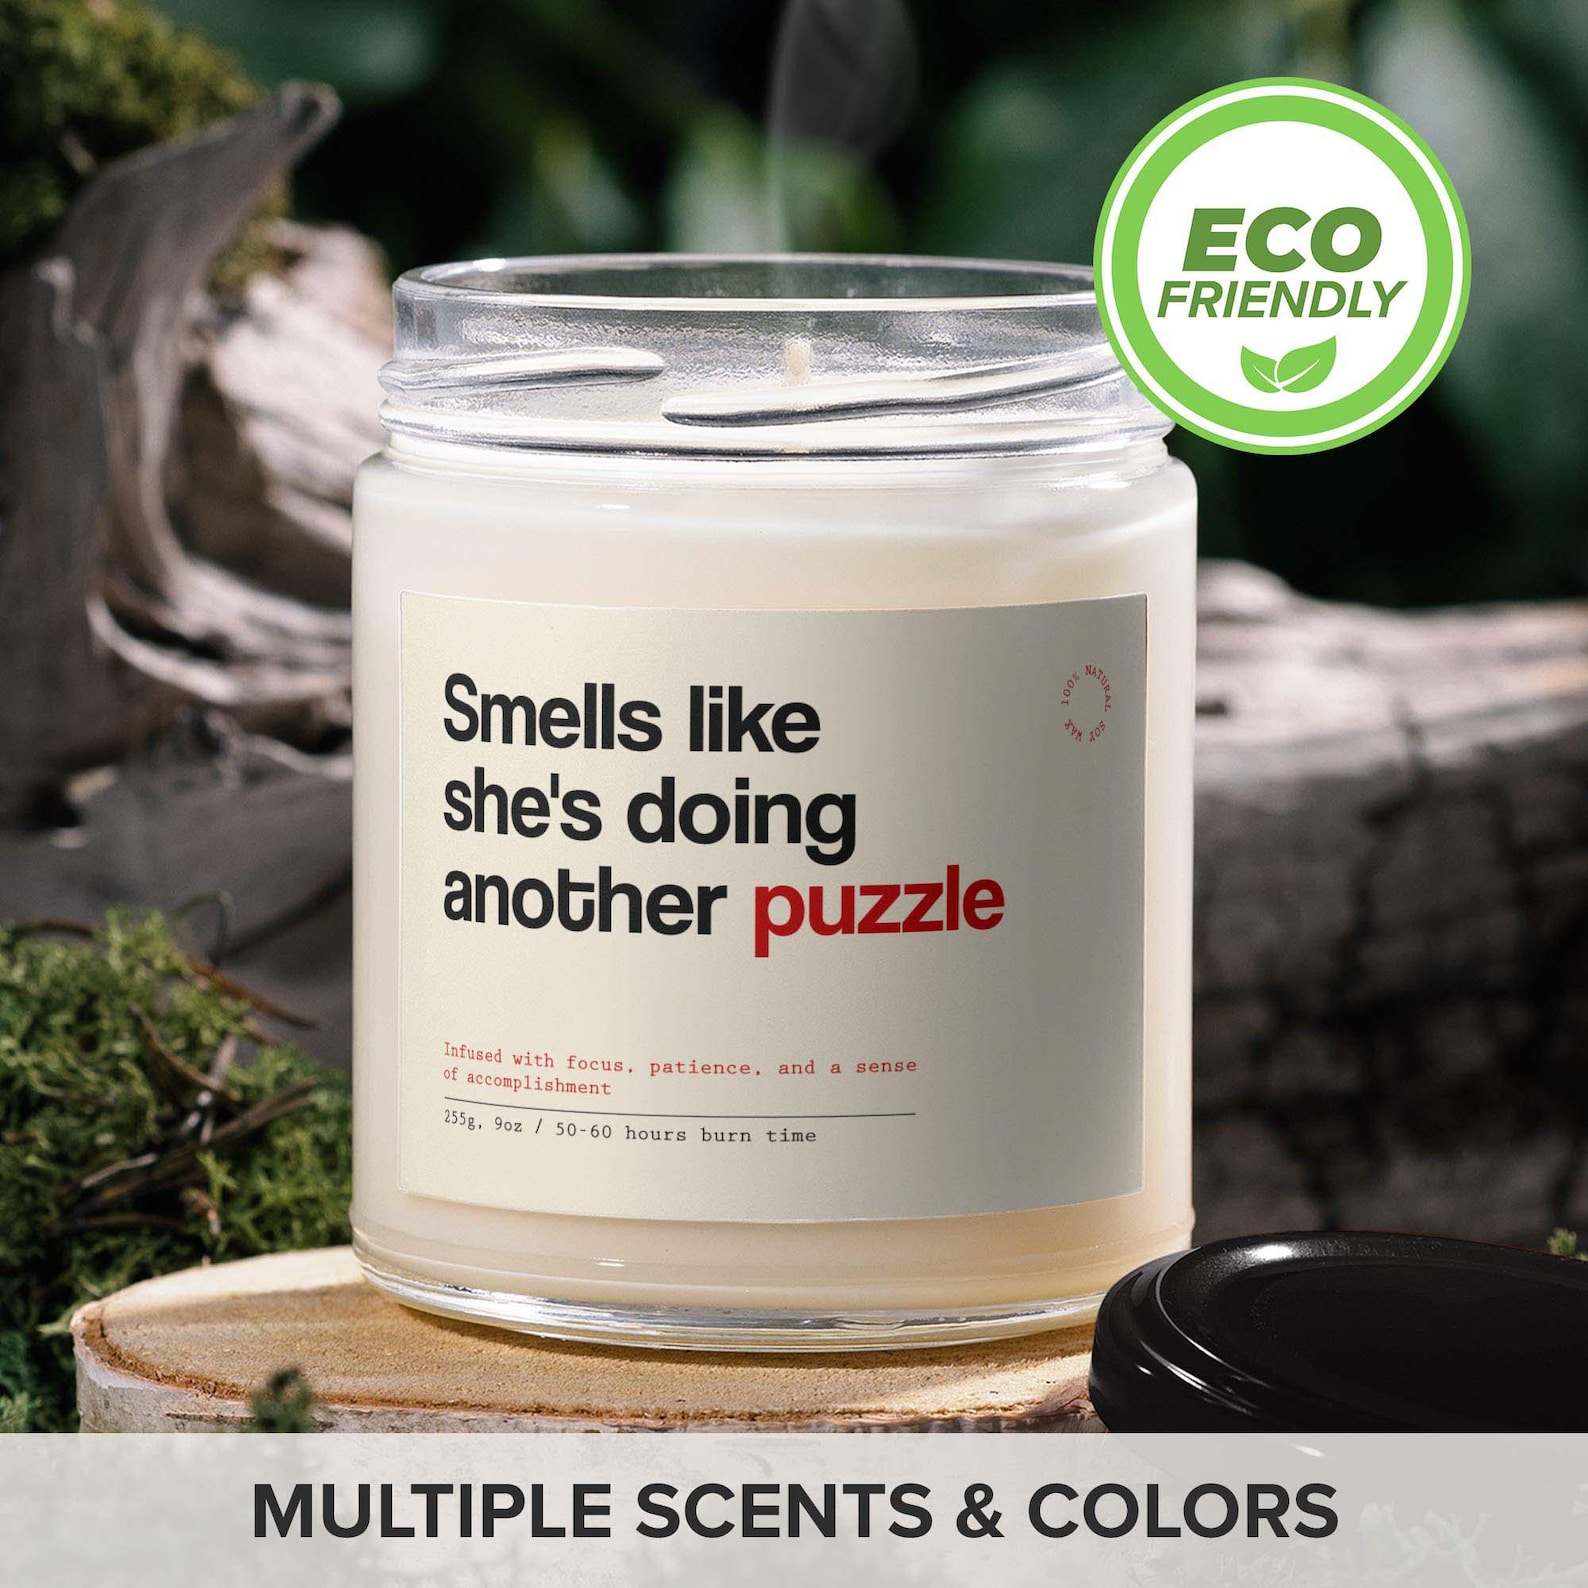 ECO
FRIENDLY
Smells like
she's doing
another puzzle
100% NATURAL SOY WAX
Infused with focus, patience, and a sense
of accomplishment
255g, 9oz / 50-60 hours burn time
MULTIPLE SCENTS & COLORS